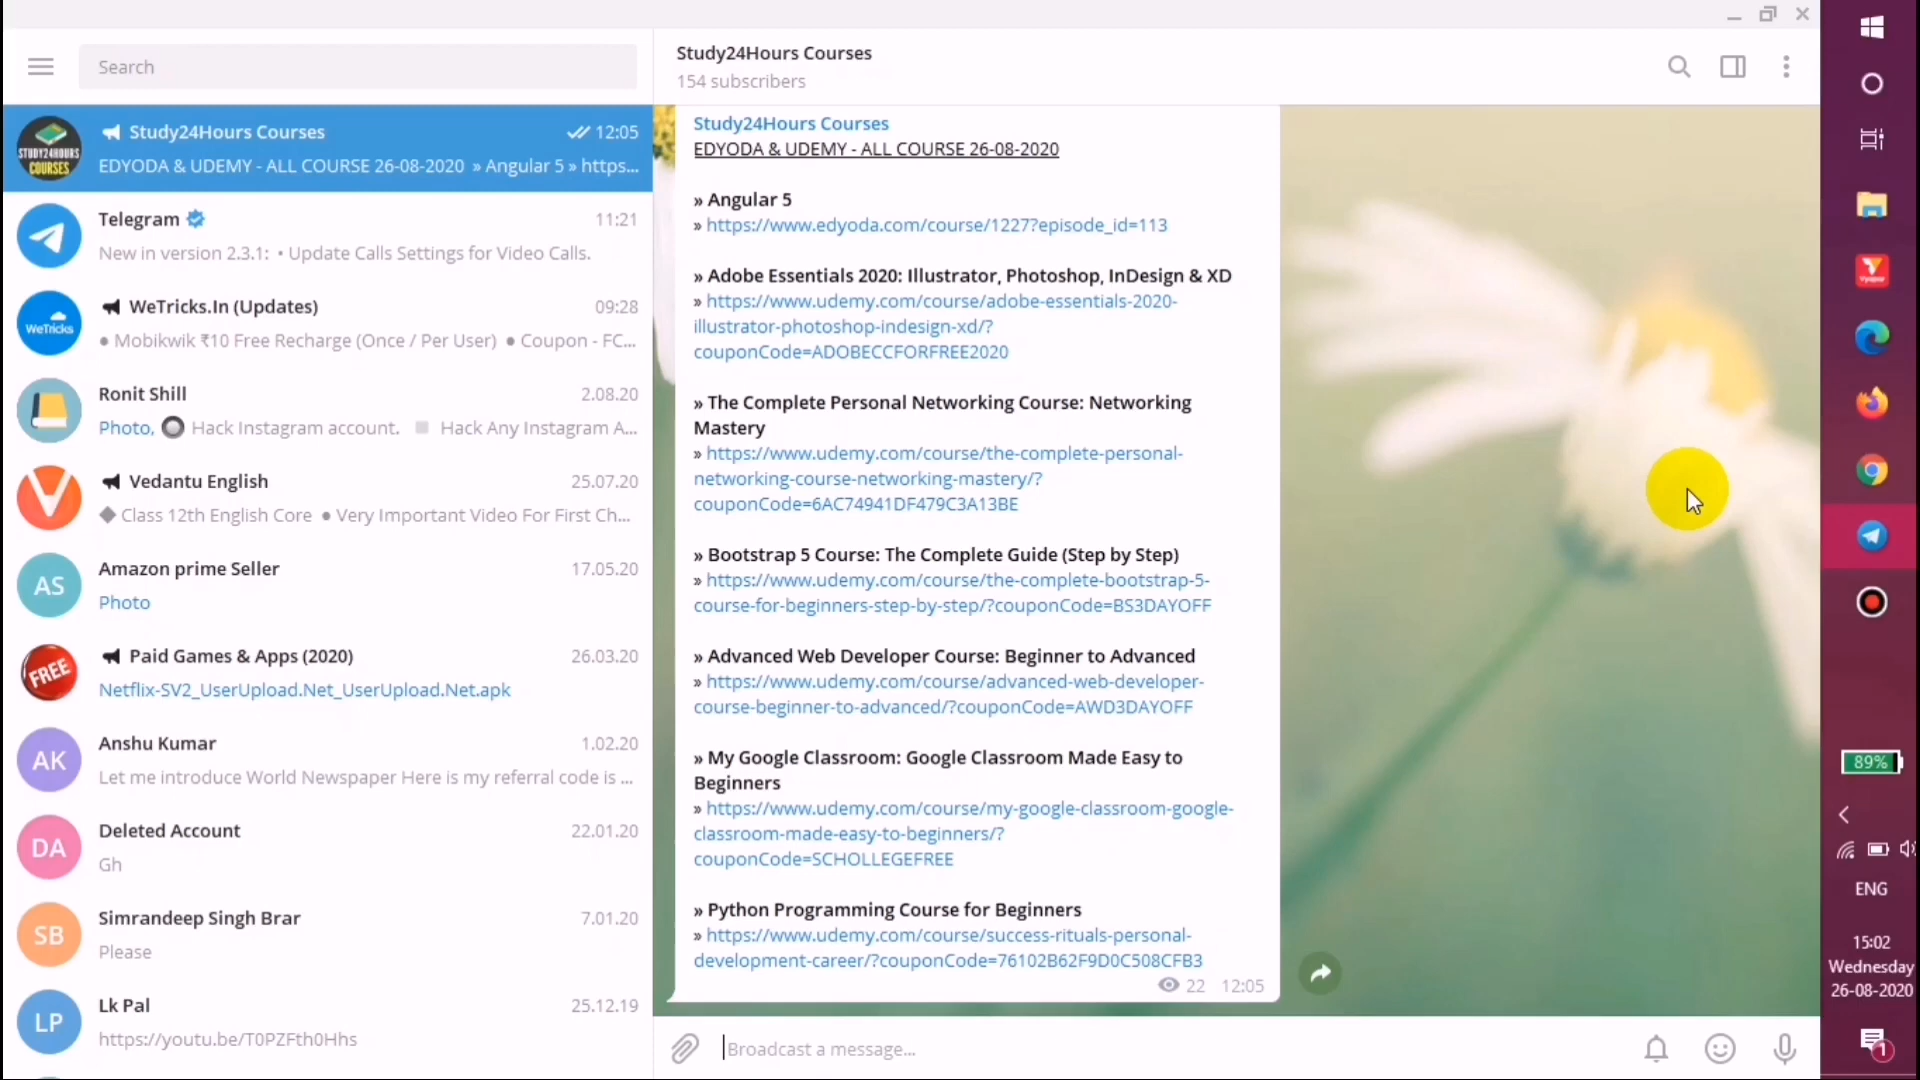 Search
Study24Hours Courses
154 subscribers
STUDY24HOURS
COURSES
Study24Hours Courses
12:05
EDYODA & UDEMY - ALL COURSE 26-08-2020 » Angular 5 » https...
Telegram
11:21
New in version 2.3.1: • Update Calls Settings for Video Calls.
WeTricks
WeTricks.In (Updates)
09:28
● Mobikwik ₹10 Free Recharge (Once / Per User) ● Coupon - FC...
Ronit Shill
2.08.20
Photo, Hack Instagram account. Hack Any Instagram A...
Vedantu English
25.07.20
◆ Class 12th English Core ● Very Important Video For First Ch...
AS
Amazon prime Seller
17.05.20
Photo
FREE
Paid Games & Apps (2020)
26.03.20
Netflix-SV2_UserUpload.Net_UserUpload.Net.apk
AK
Anshu Kumar
1.02.20
Let me introduce World Newspaper Here is my referral code is ...
DA
Deleted Account
22.01.20
Gh
SB
Simrandeep Singh Brar
7.01.20
Please
LP
Lk Pal
25.12.19
https://youtu.be/T0PZFth0Hhs
Study24Hours Courses
EDYODA & UDEMY - ALL COURSE 26-08-2020
» Angular 5
» https://www.edyoda.com/course/1227?episode_id=113
» Adobe Essentials 2020: Illustrator, Photoshop, InDesign & XD
» https://www.udemy.com/course/adobe-essentials-2020-
illustrator-photoshop-indesign-xd/?
couponCode=ADOBECCFORFREE2020
» The Complete Personal Networking Course: Networking
Mastery
» https://www.udemy.com/course/the-complete-personal-
networking-course-networking-mastery/?
couponCode=6AC74941DF479C3A13BE
» Bootstrap 5 Course: The Complete Guide (Step by Step)
» https://www.udemy.com/course/the-complete-bootstrap-5-
course-for-beginners-step-by-step/?couponCode=BS3DAYOFF
» Advanced Web Developer Course: Beginner to Advanced
» https://www.udemy.com/course/advanced-web-developer-
course-beginner-to-advanced/?couponCode=AWD3DAYOFF
» My Google Classroom: Google Classroom Made Easy to
Beginners
» https://www.udemy.com/course/my-google-classroom-google-
classroom-made-easy-to-beginners/?
couponCode=SCHOLLEGEFREE
» Python Programming Course for Beginners
» https://www.udemy.com/course/success-rituals-personal-
development-career/?couponCode=76102B62F9D0C508CFB3
22 12:05
Broadcast a message...
89%
ENG
15:02
Wednesday
26-08-2020
1